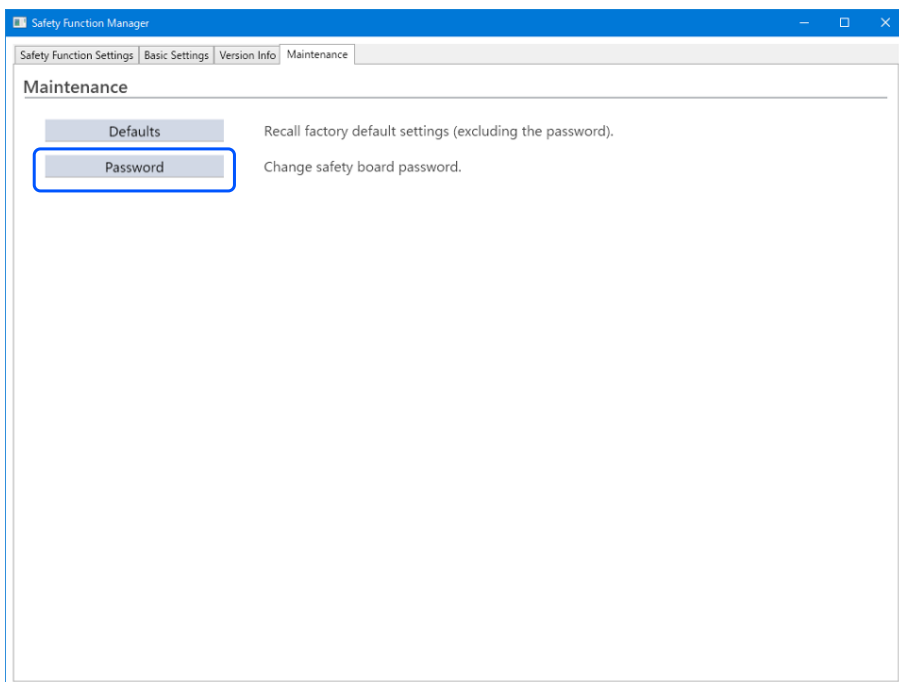 Safety Function Manager
Safety Function Settings Basic Settings Version Info Maintenance
Maintenance
Defaults Recall factory default settings (excluding the password).
Password Change safety board password.